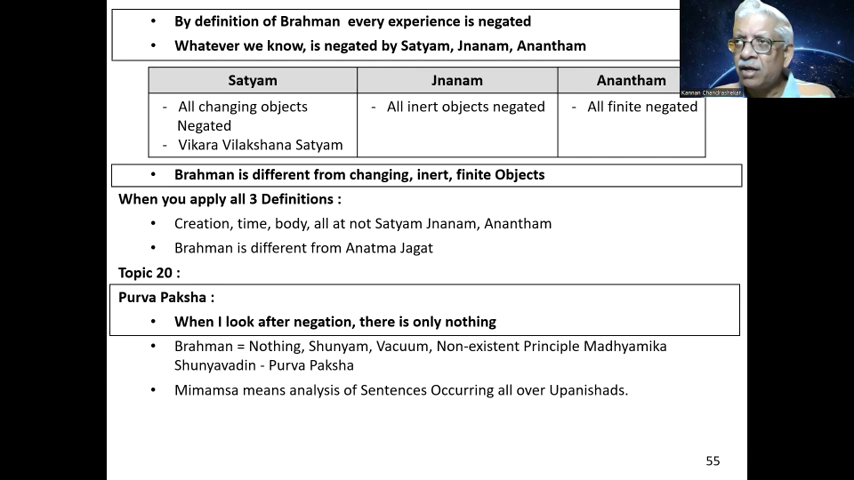 • By definition of Brahman every experience is negated
• Whatever we know, is negated by Satyam, Jnanam, Anantham
Satyam Jnanam Anantham
- All changing objects - All inert objects negated - All finite negated
Negated
- Vikara Vilakshana Satyam
• Brahman is different from changing, inert, finite Objects
When you apply all 3 Definitions :
• Creation, time, body, all at not Satyam Jnanam, Anantham
• Brahman is different from Anatma Jagat
Topic 20 :
Purva Paksha :
• When I look after negation, there is only nothing
• Brahman = Nothing, Shunyam, Vacuum, Non-existent Principle Madhyamika
Shunyavadin - Purva Paksha
• Mimamsa means analysis of Sentences Occurring all over Upanishads.
55
Kannan Chandrasekar